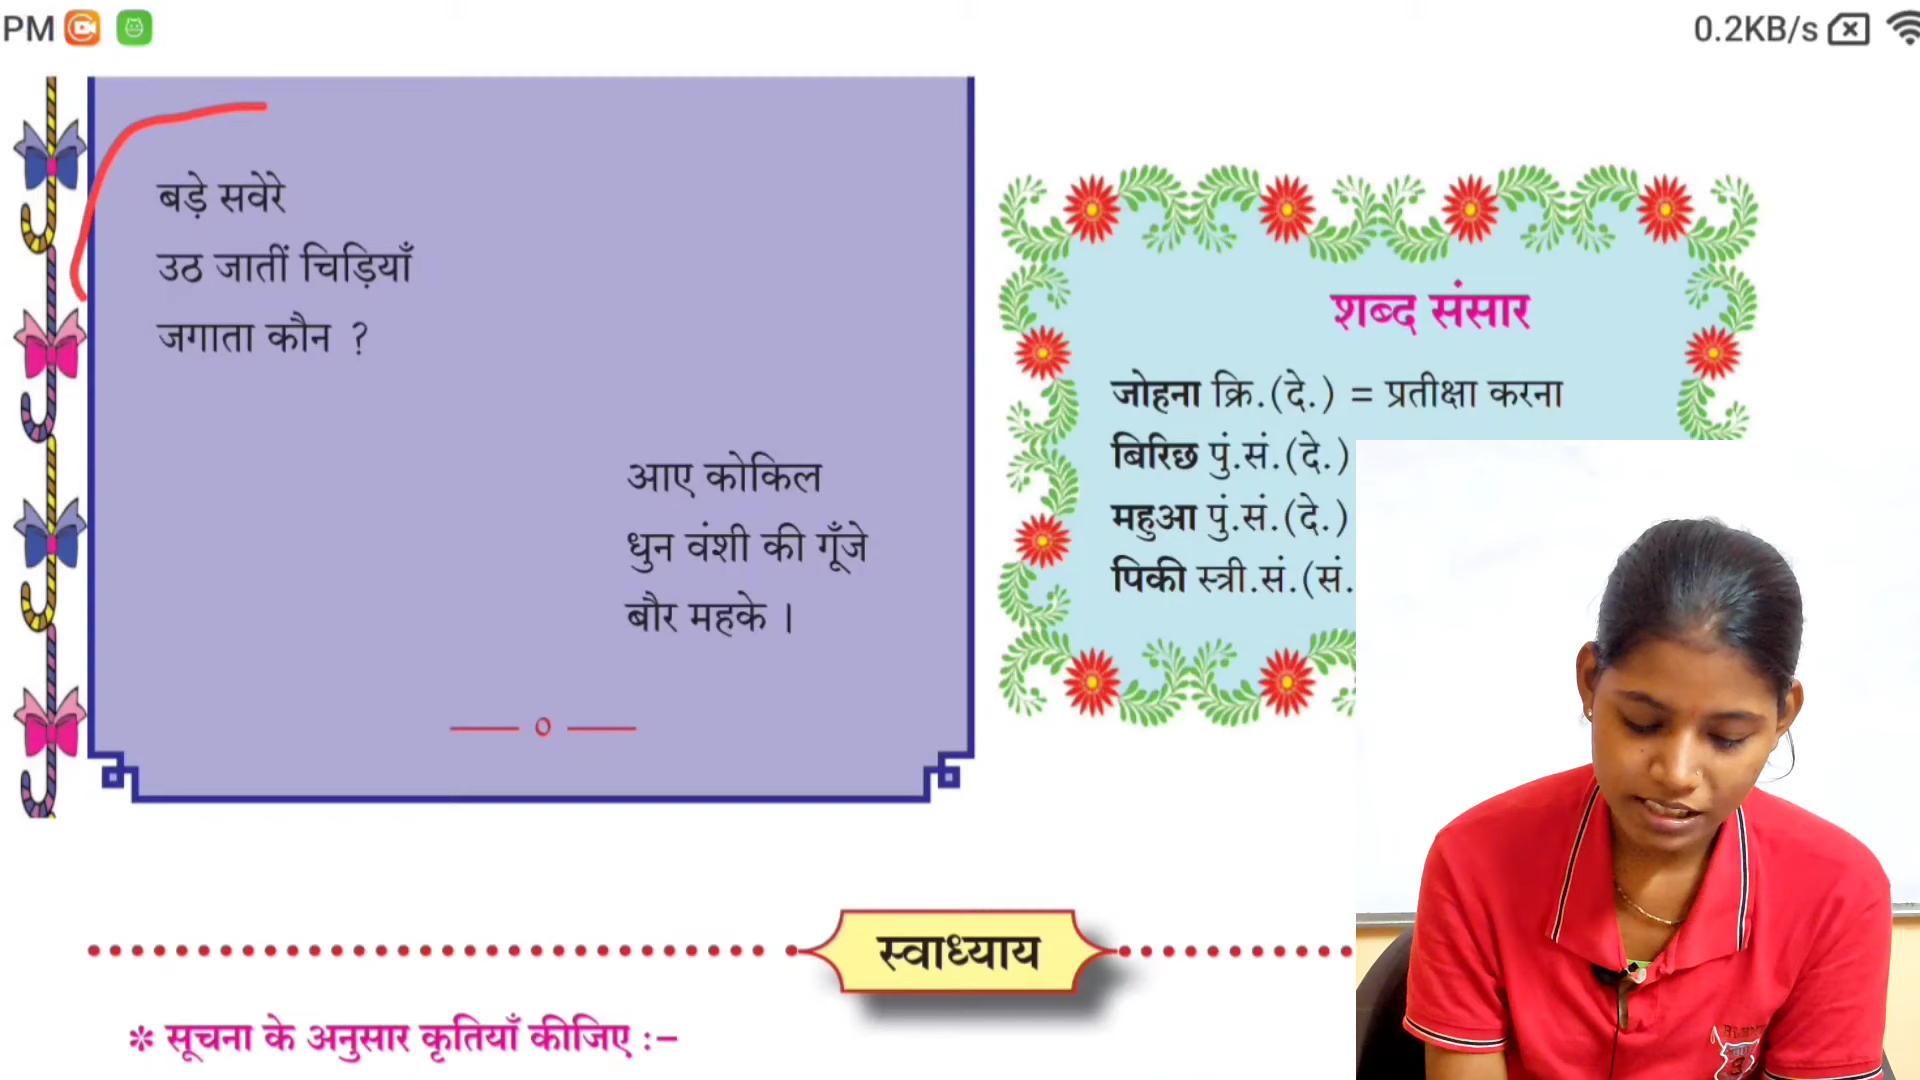 PM
0.2KB/s
बड़े सवेरे
उठ जातीं चिड़ियाँ
जगाता कौन ?
आए कोकिल
धुन वंशी की गूँजे
बौर महके ।
शब्द संसार
जोहना क्रि.(दे.) = प्रतीक्षा करना
बिरिछ पुं.सं.(दे.)
महुआ पुं.सं.(दे.)
पिकी स्त्री.सं.(सं.
स्वाध्याय
* सूचना के अनुसार कृतियाँ कीजिए :-